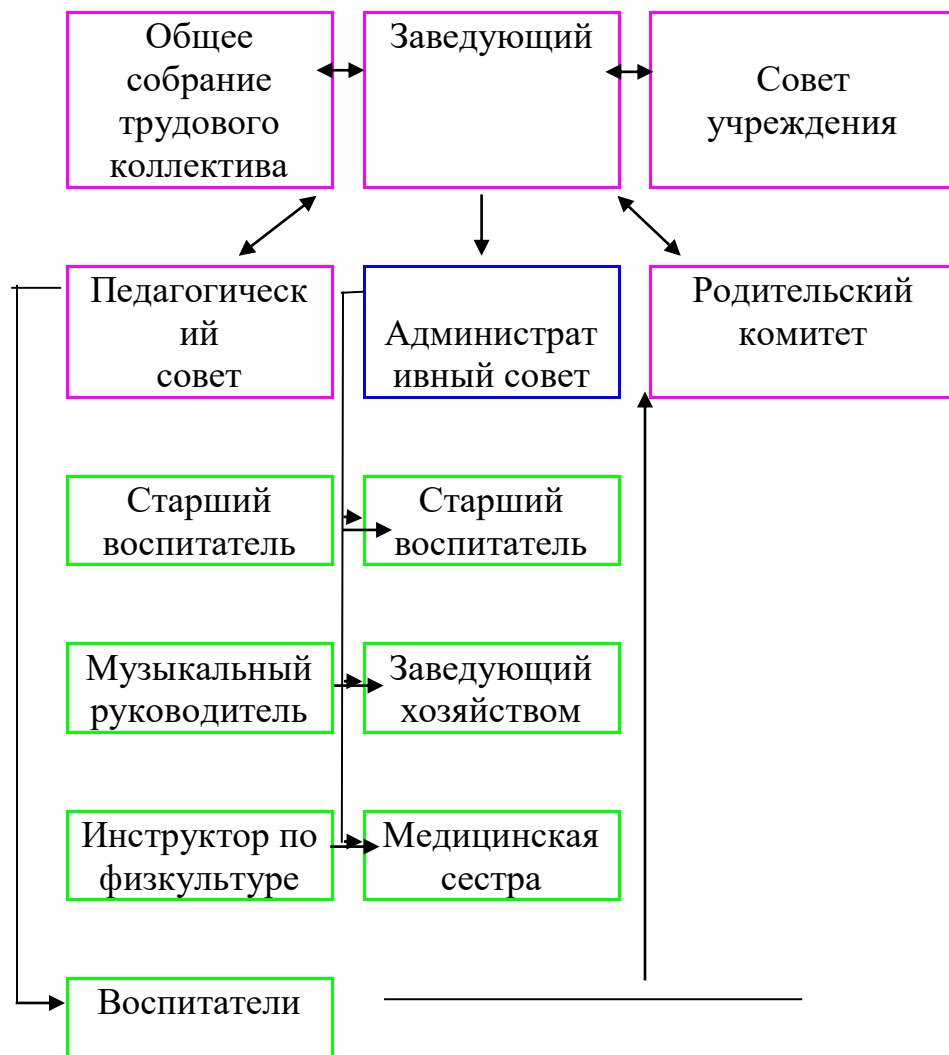 Общее
собрание
трудового
коллектива
Заведующий
Совет
учреждения
Педагогическ
ий
совет
Администрат
ивный совет
Родительский
комитет
Старший
воспитатель
Старший
воспитатель
Музыкальный
руководитель
Заведующий
хозяйством
Инструктор по
физкультуре
Медицинская
сестра
Воспитатели